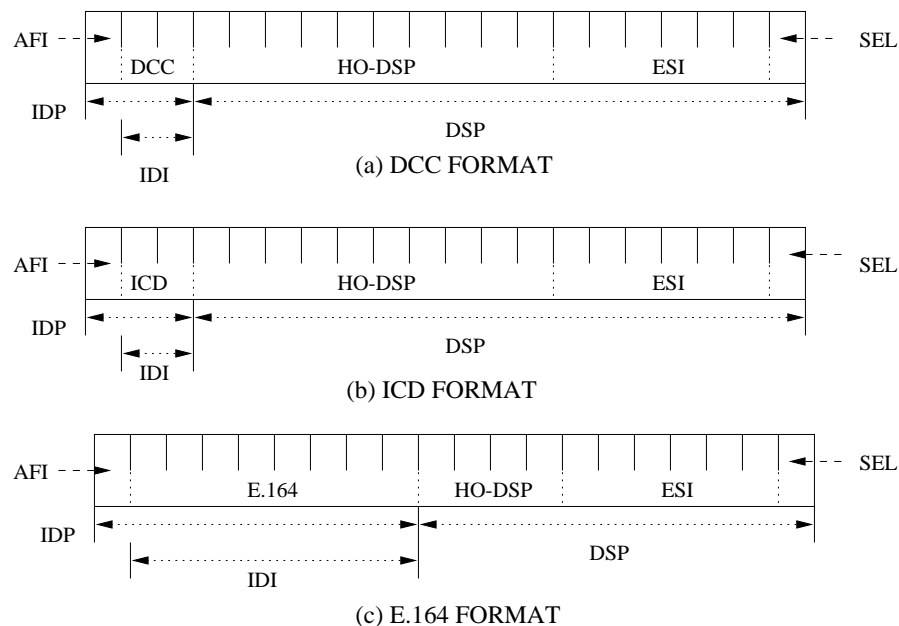 AFI SEL
DCC HO-DSP ESI
IDP
DSP
IDI
(a) DCC FORMAT
AFI SEL
ICD HO-DSP ESI
IDP
DSP
IDI
(b) ICD FORMAT
AFI SEL
E.164 HO-DSP ESI
IDP
DSP
IDI
(c) E.164 FORMAT